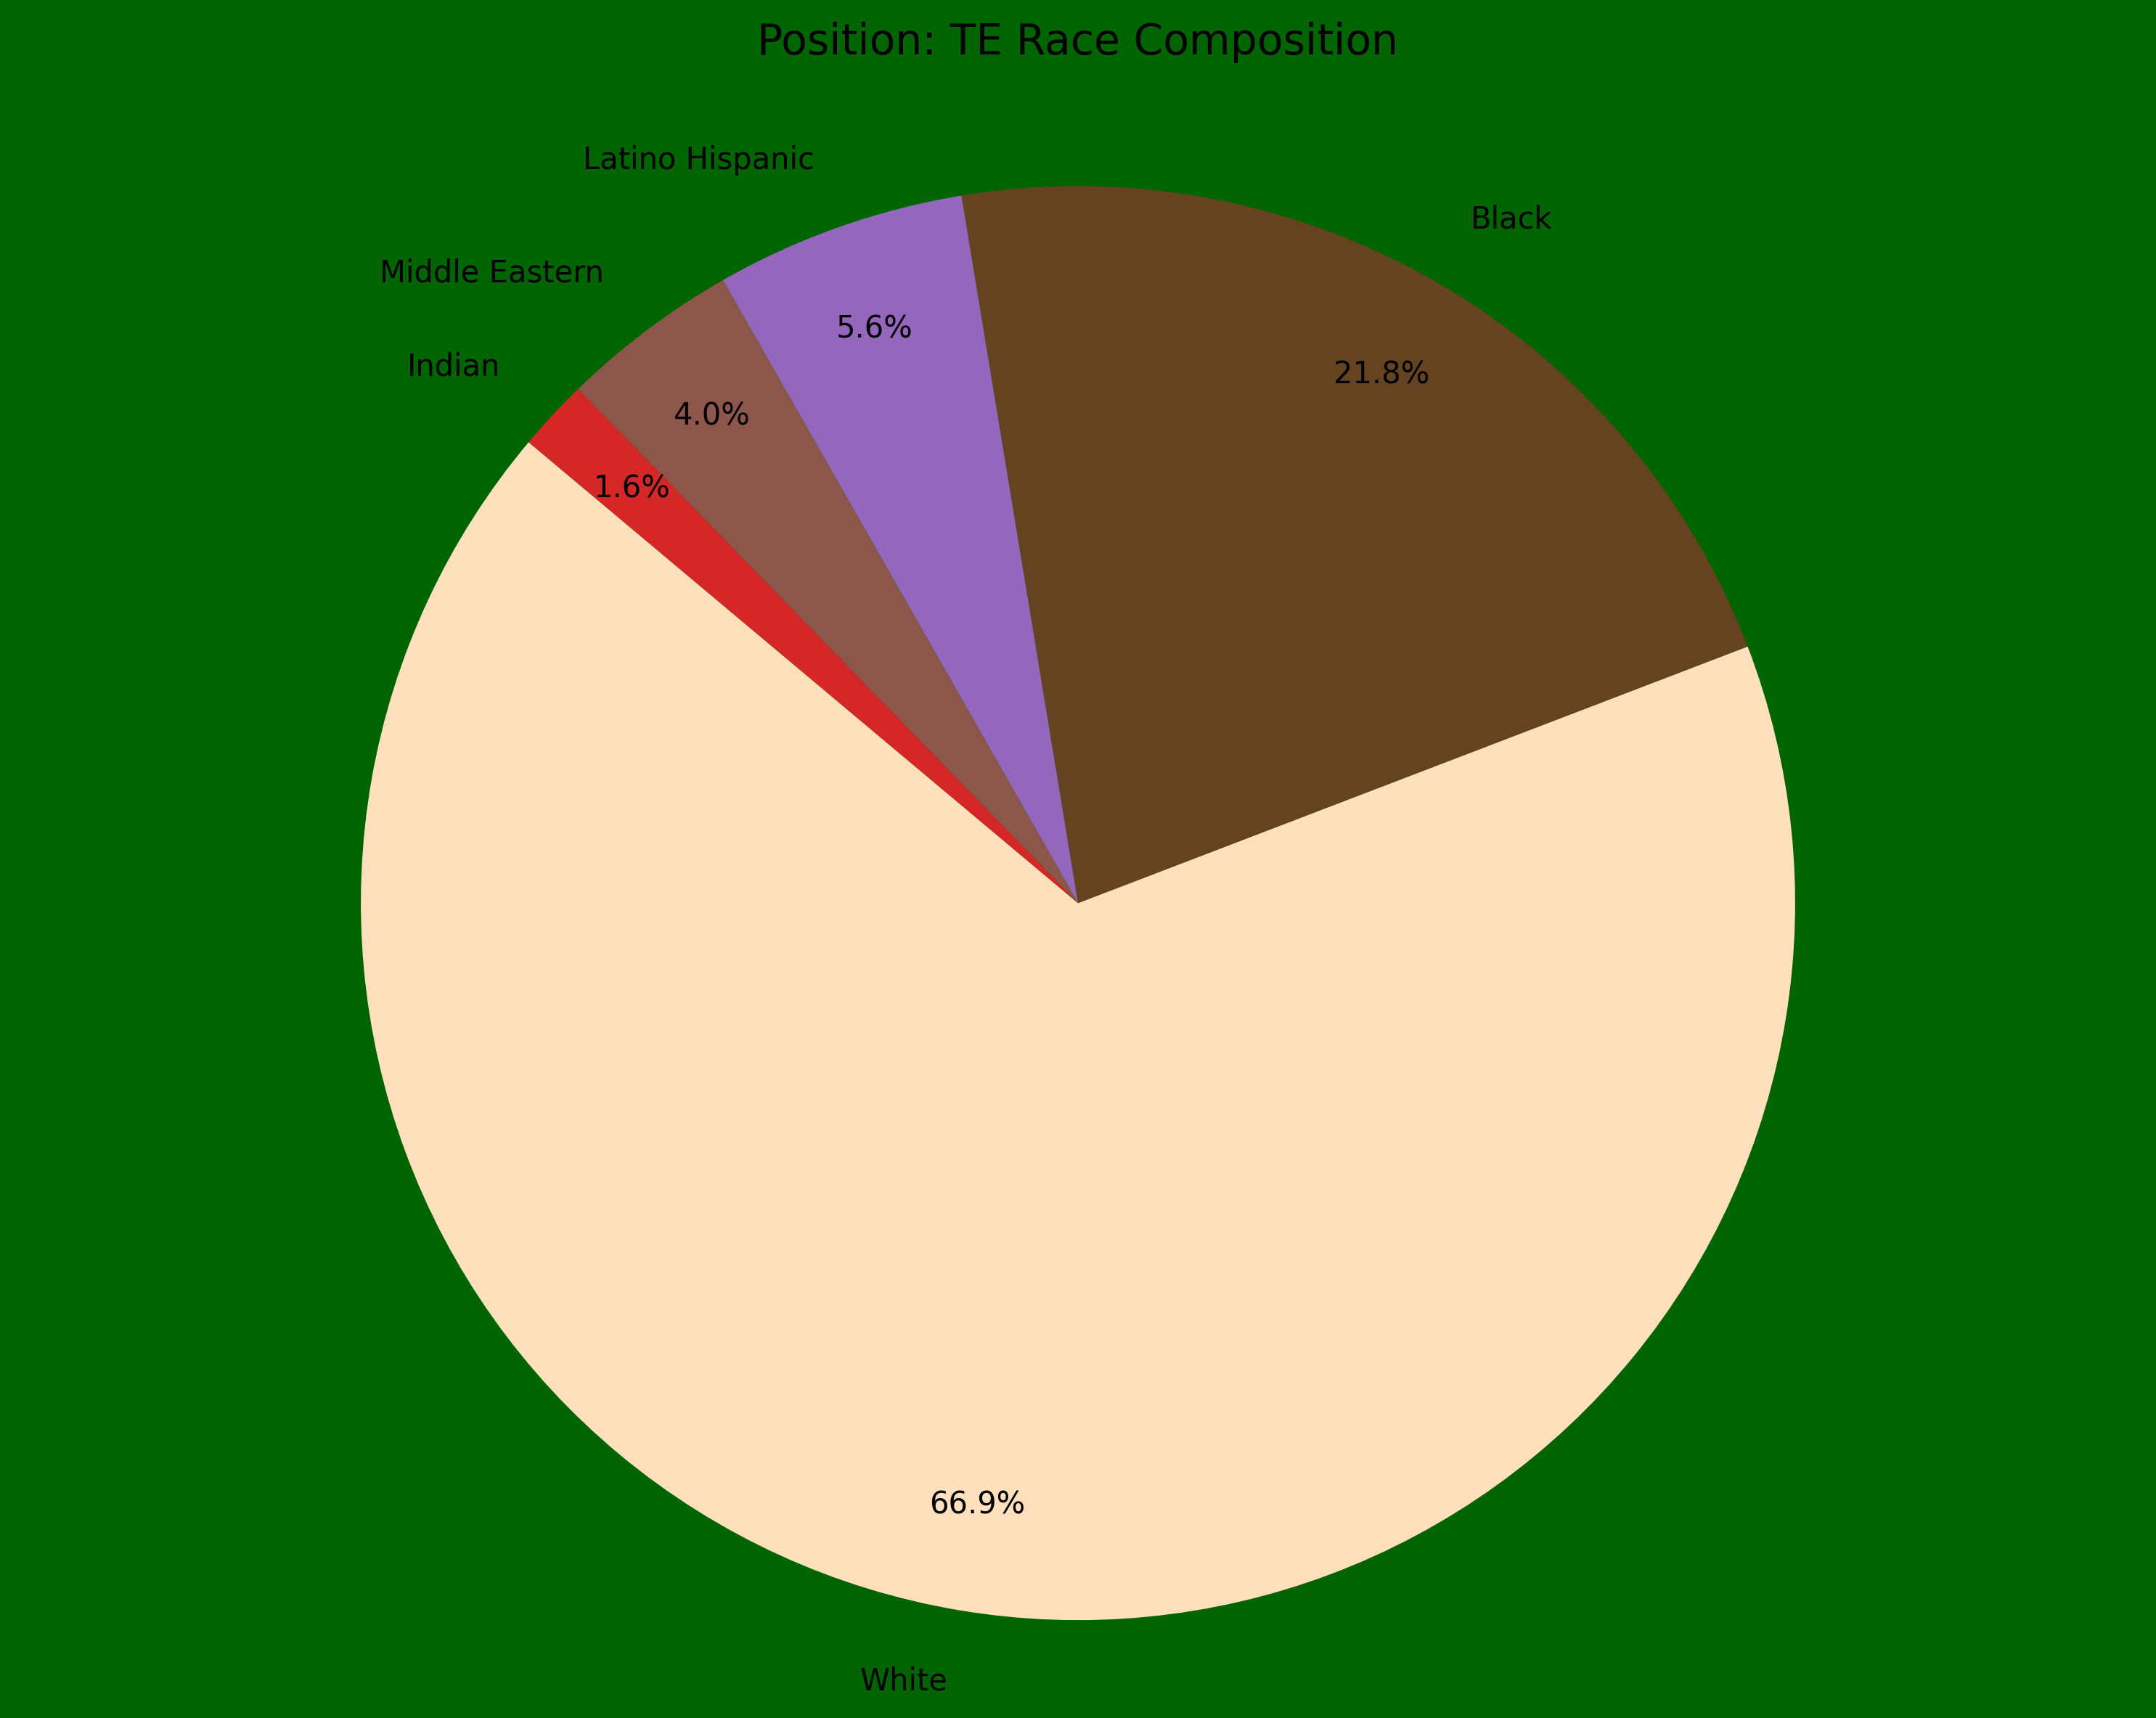 Position: TE Race Composition
Latino Hispanic
Black
Middle Eastern
5.6%
Indian
21.8%
4.0%
1.6%
66.9%
White